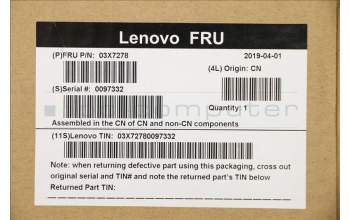 Lenovo FRU
(P)FRU P/N: 03X7278
2019-04-01
(4L) Origin: CN
(S)Serial #: 0097332
Quantity: 1
Assembled in the CN of CN and non-CN components
(11S)Lenovo TIN: 03X72780097332
Note: when returning defective part using this packaging, cross out
original serial and TIN# and note the returned part's TIN below
Returned Part TIN: